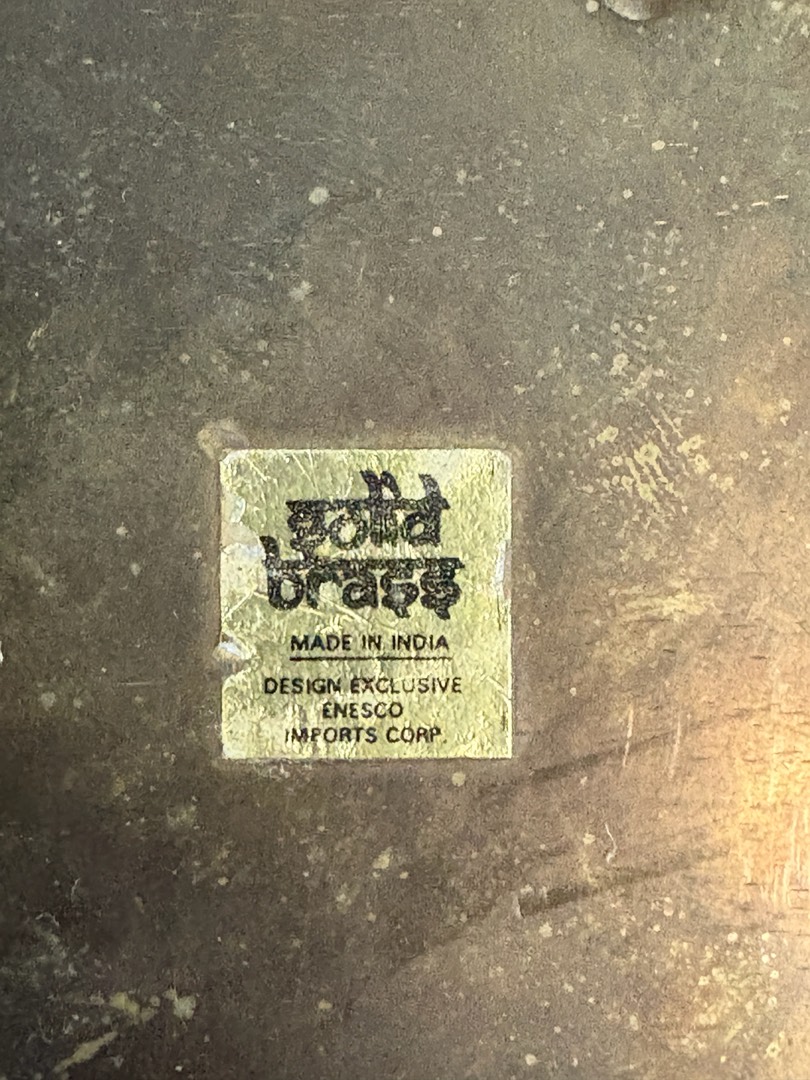 solid
brass
MADE IN INDIA
DESIGN EXCLUSIVE
ENESCO
IMPORTS CORP.